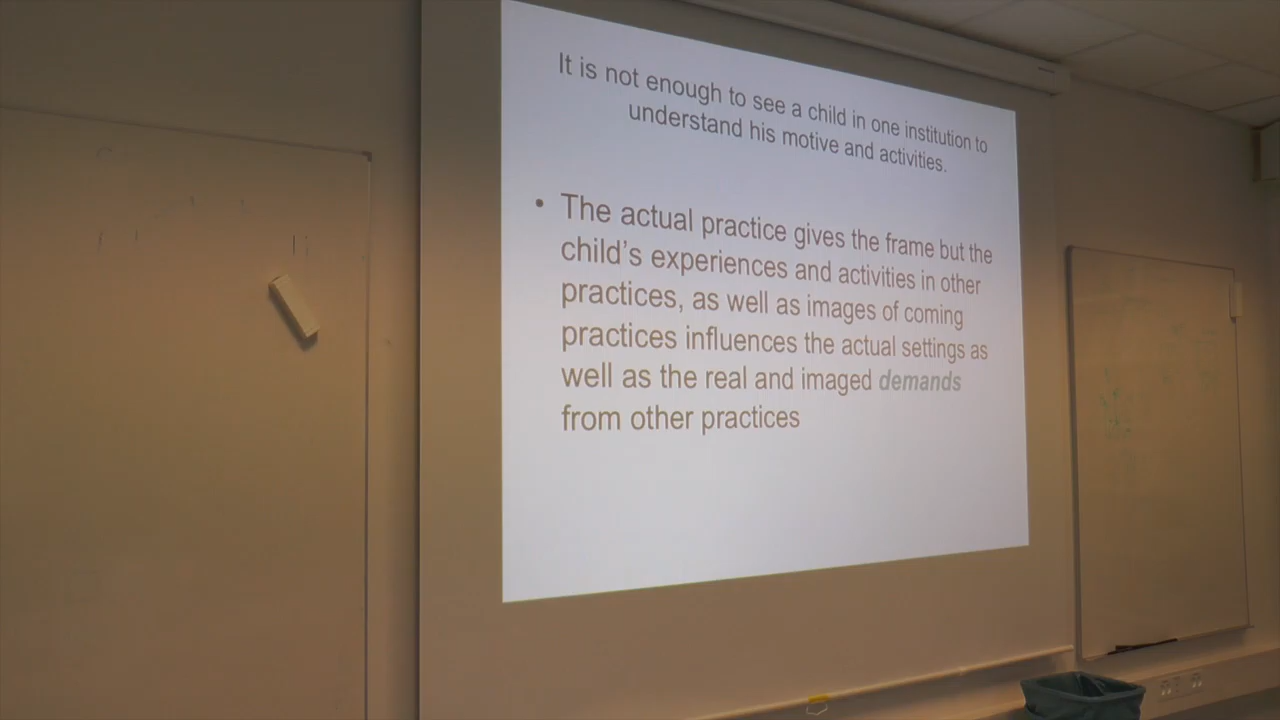 It is not enough to see a child in one institution to
understand his motive and activities.
• The actual practice gives the frame but the
child’s experiences and activities in other
practices, as well as images of coming
practices influences the actual settings as
well as the real and imaged demands
from other practices